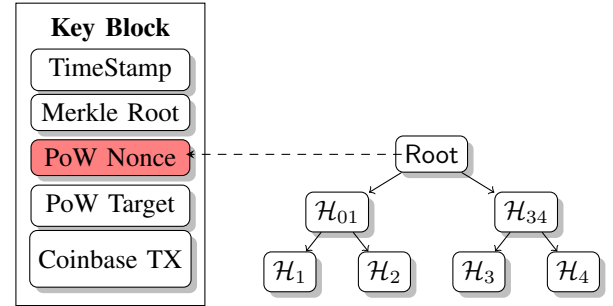 Key Block
TimeStamp
Merkle Root
PoW Nonce
PoW Target
Coinbase TX
Root
ℋ₀₁ ℋ₃₄
ℋ₁ ℋ₂ ℋ₃ ℋ₄